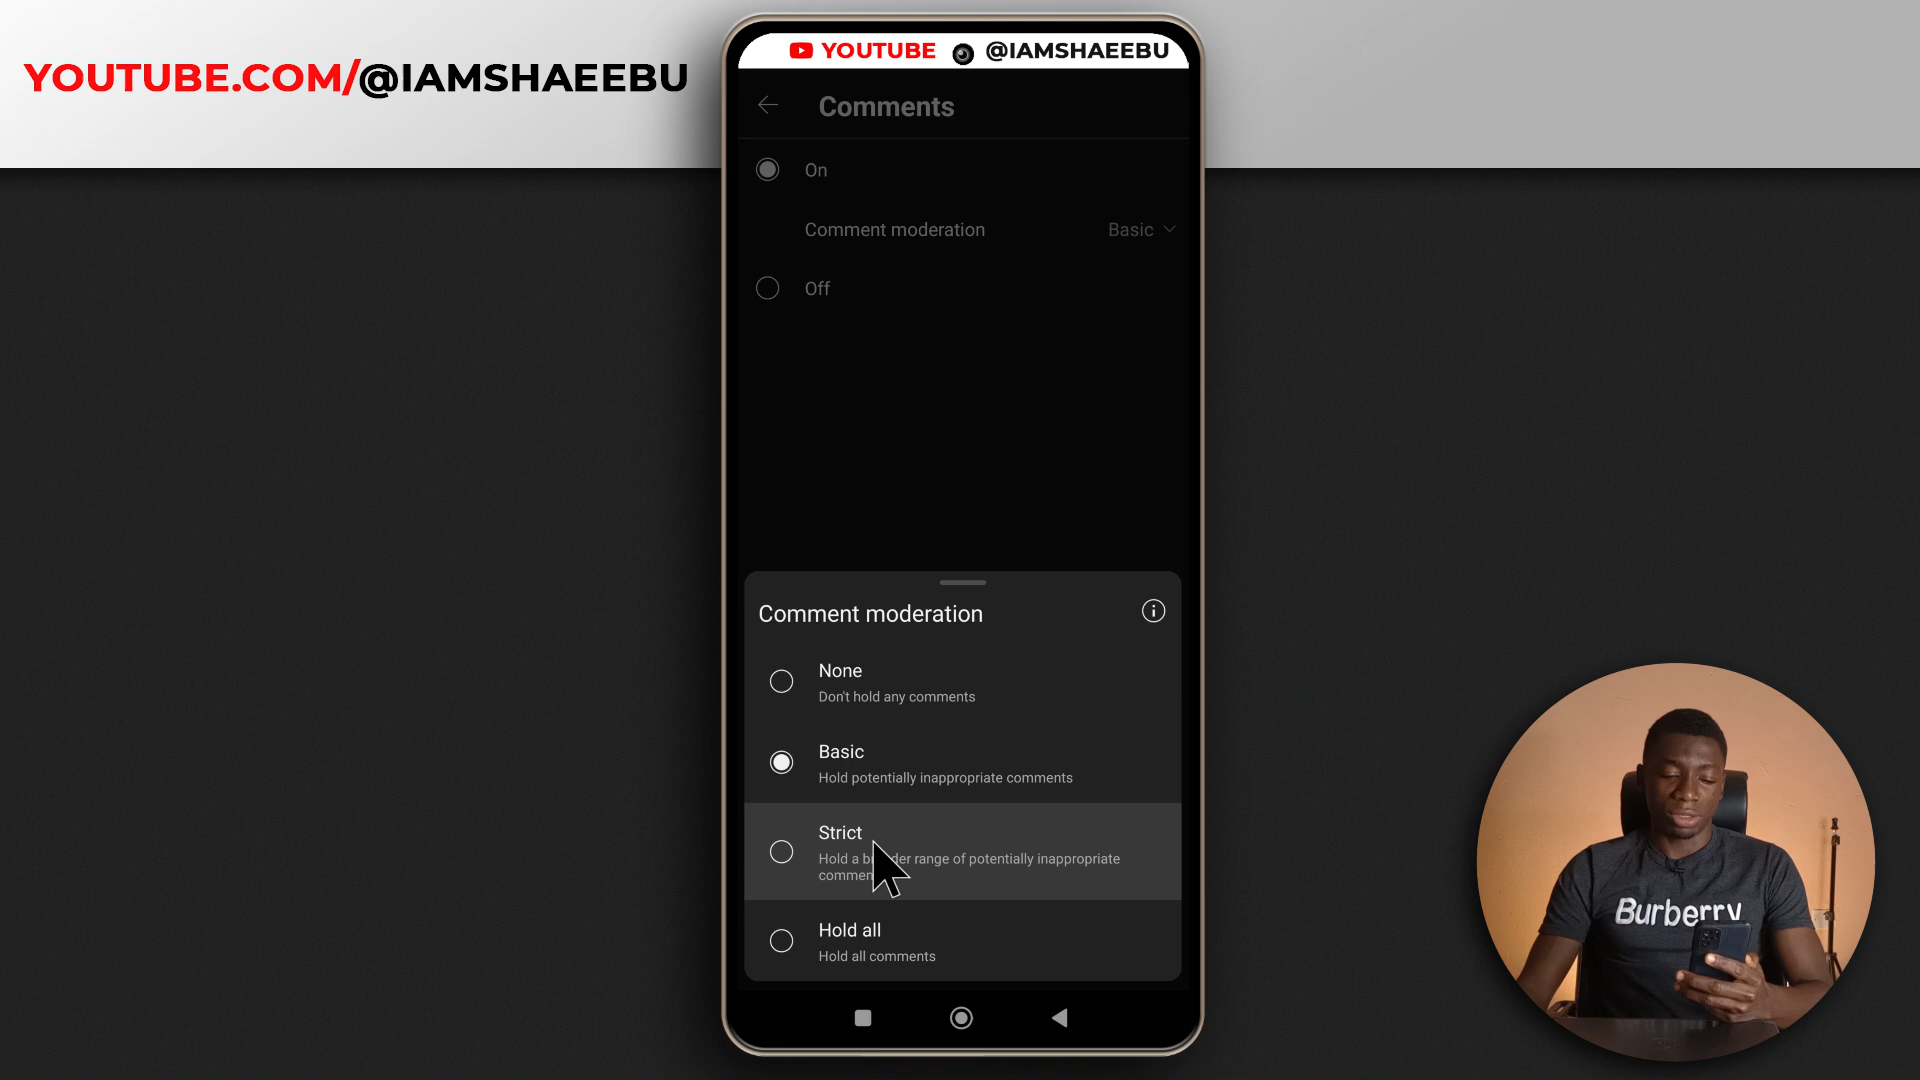 YOUTUBE.COM/@IAMSHAEEBU
YOUTUBE @IAMSHAEEBU
Comments
On
Comment moderation Basic
Off
Comment moderation
None
Don't hold any comments
Basic
Hold potentially inappropriate comments
Strict
Hold a range of potentially inappropriate
Hold all
Hold all comments
Burberry